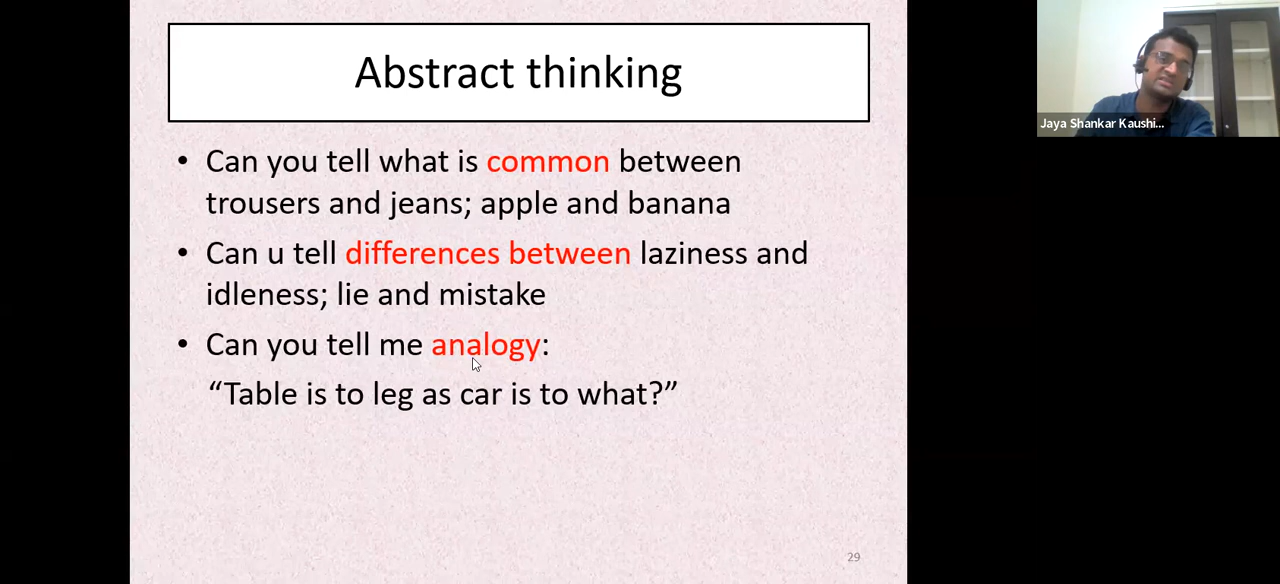 Abstract thinking
• Can you tell what is common between
trousers and jeans; apple and banana
• Can u tell differences between laziness and
idleness; lie and mistake
• Can you tell me analogy:
“Table is to leg as car is to what?”
29
Jaya Shankar Kaushi...